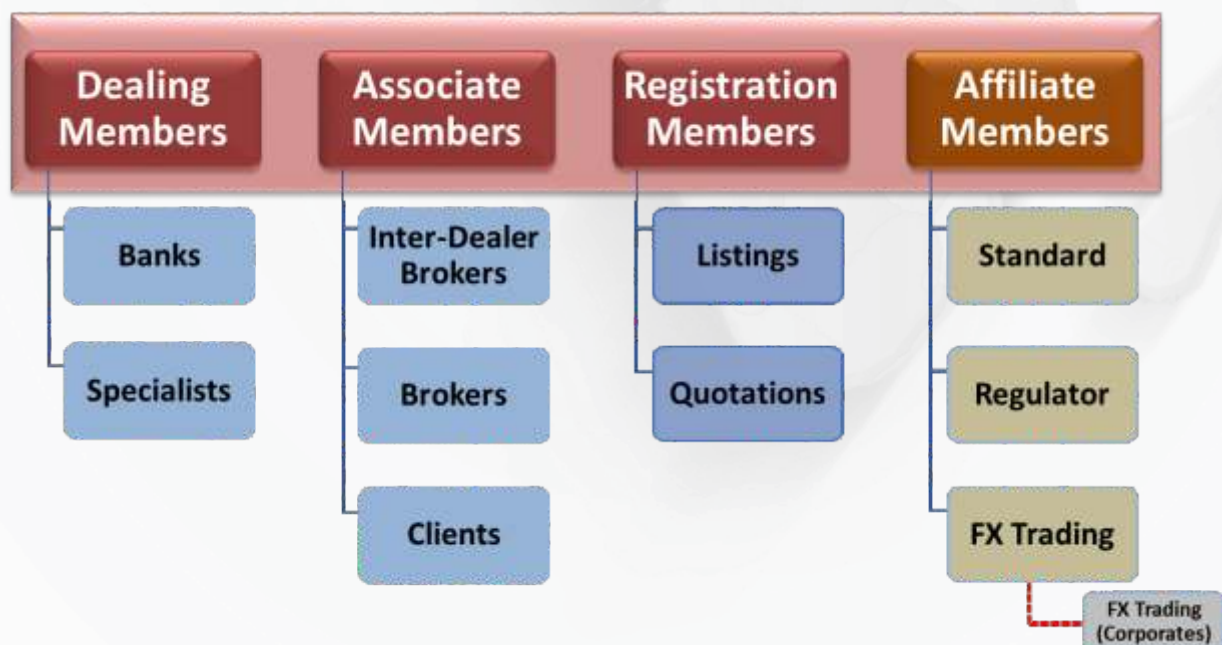 Dealing
Members
Associate
Members
Registration
Members
Affiliate
Members
Banks
Inter-Dealer
Brokers
Listings
Standard
Specialists
Brokers
Quotations
Regulator
Clients
FX Trading
FX Trading
(Corporates)